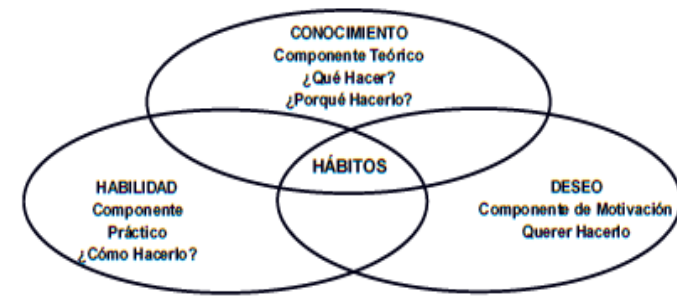 CONOCIMIENTO
Componente Teórico
¿Qué Hacer?
¿Porqué Hacerlo?
HÁBITOS
HABILIDAD
Componente
Práctico
¿Cómo Hacerlo?
DESEO
Componente de Motivación
Querer Hacerlo